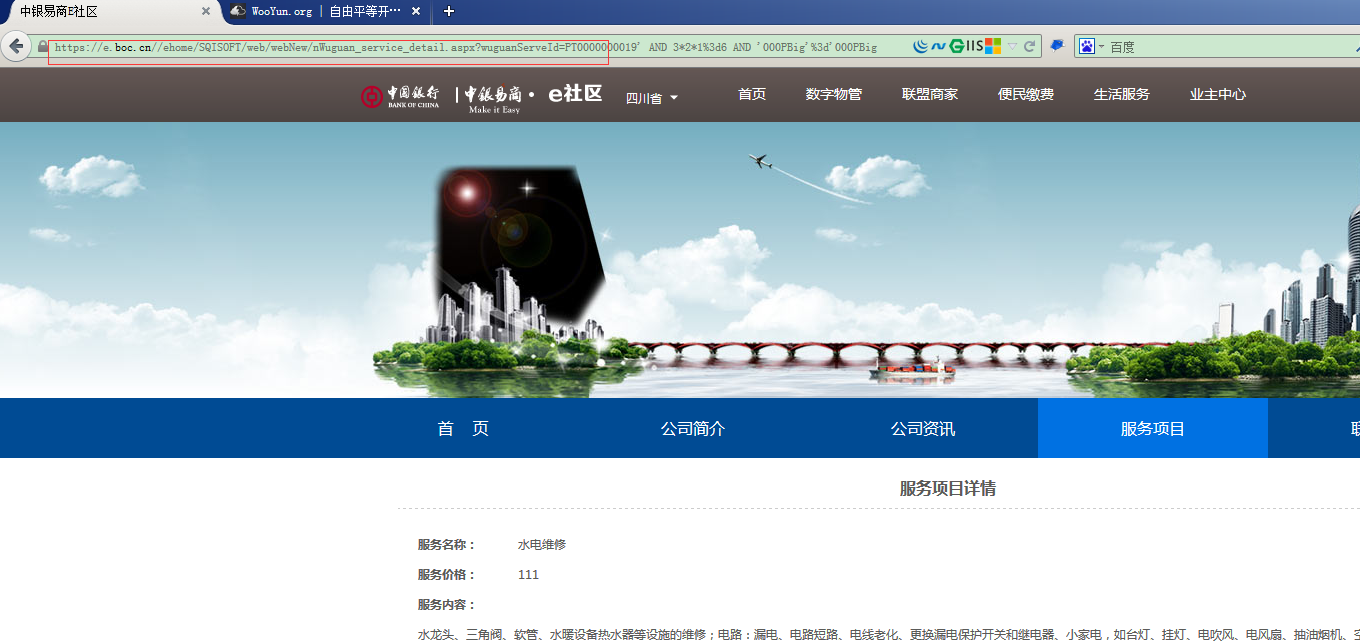 中银易商E社区
WooYun.org | 自由平等开…
https://e.boc.cn//ehome/SQISOFT/web/webNew/nWuguan_service_detail.aspx?wuguanServeId=PT0000000019' AND 3*2*1%3d6 AND '000PBig'%3d'000PBig
IIS
百度
中国银行 BANK OF CHINA
中银易商 · e社区
Make it Easy
四川省
首页 数字物管 联盟商家 便民缴费 生活服务 业主中心
首 页 公司简介 公司资讯 服务项目
服务项目详情
服务名称： 水电维修
服务价格： 111
服务内容：
水龙头、三角阀、软管、水暖设备热水器等设施的维修；电路：漏电、电路短路、电线老化、更换漏电保护开关和继电器、小家电，如台灯、挂灯、电吹风、电风扇、抽油烟机、